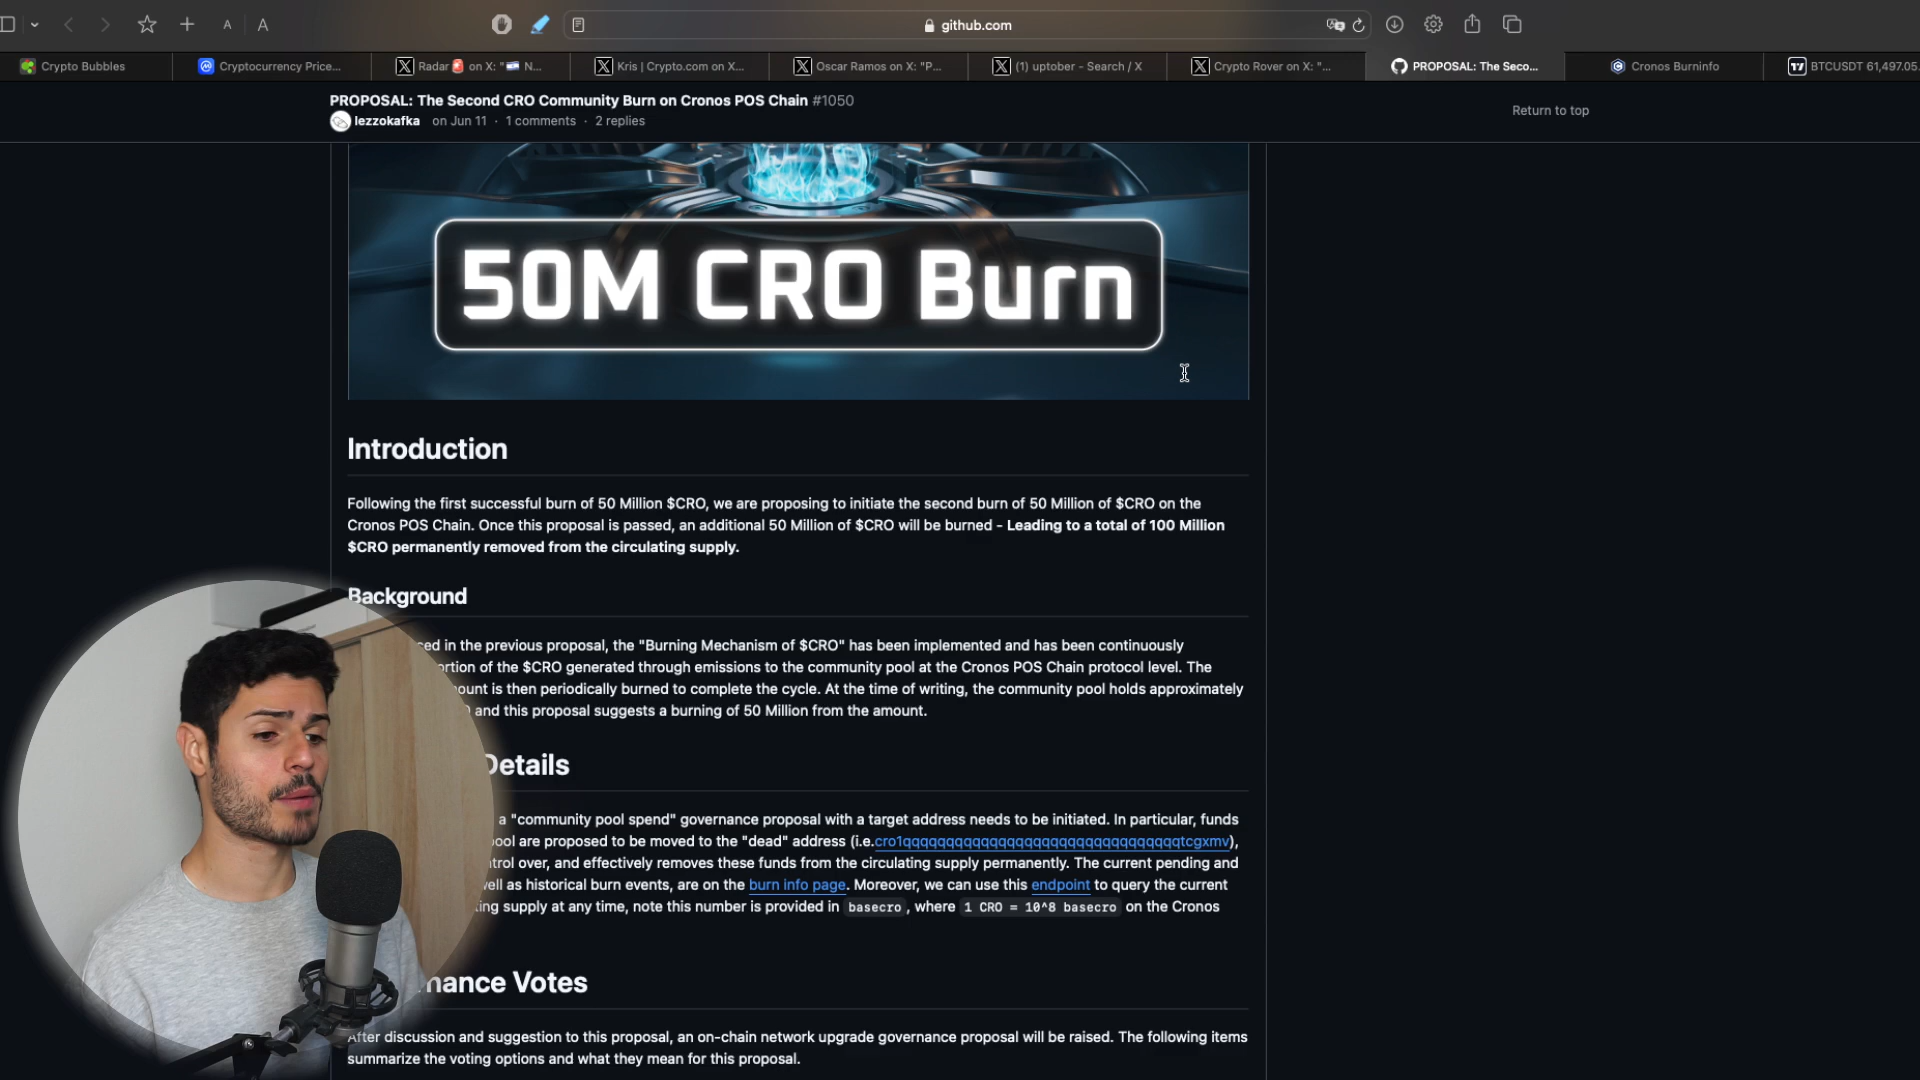 A A github.com
Crypto Bubbles Cryptocurrency Price... Radar🚨 on X: "🇮🇱 N... Kris | Crypto.com on X... Oscar Ramos on X: "P... (1) uptober - Search / X Crypto Rover on X: "... PROPOSAL: The Seco... Cronos Burninfo BTCUSDT 61,497.05
PROPOSAL: The Second CRO Community Burn on Cronos POS Chain #1050
Return to top
lezzokafka on Jun 11 · 1 comments · 2 replies
50M CRO Burn
Introduction
Following the first successful burn of 50 Million $CRO, we are proposing to initiate the second burn of 50 Million of $CRO on the
Cronos POS Chain. Once this proposal is passed, an additional 50 Million of $CRO will be burned - Leading to a total of 100 Million
$CRO permanently removed from the circulating supply.
Background
in the previous proposal, the "Burning Mechanism of $CRO" has been implemented and has been continuously
of the $CRO generated through emissions to the community pool at the Cronos POS Chain protocol level. The
is then periodically burned to complete the cycle. At the time of writing, the community pool holds approximately
and this proposal suggests a burning of 50 Million from the amount.
Details
a "community pool spend" governance proposal with a target address needs to be initiated. In particular, funds
pool are proposed to be moved to the "dead" address (i.e.
over, and effectively removes these funds from the circulating supply permanently. The current pending and
well as historical burn events, are on the burn info page. Moreover, we can use this endpoint to query the current
supply at any time, note this number is provided in basecro, where 1 CRO = 10^8 basecro on the Cronos
Votes
After discussion and suggestion to this proposal, an on-chain network upgrade governance proposal will be raised. The following items
summarize the voting options and what they mean for this proposal.